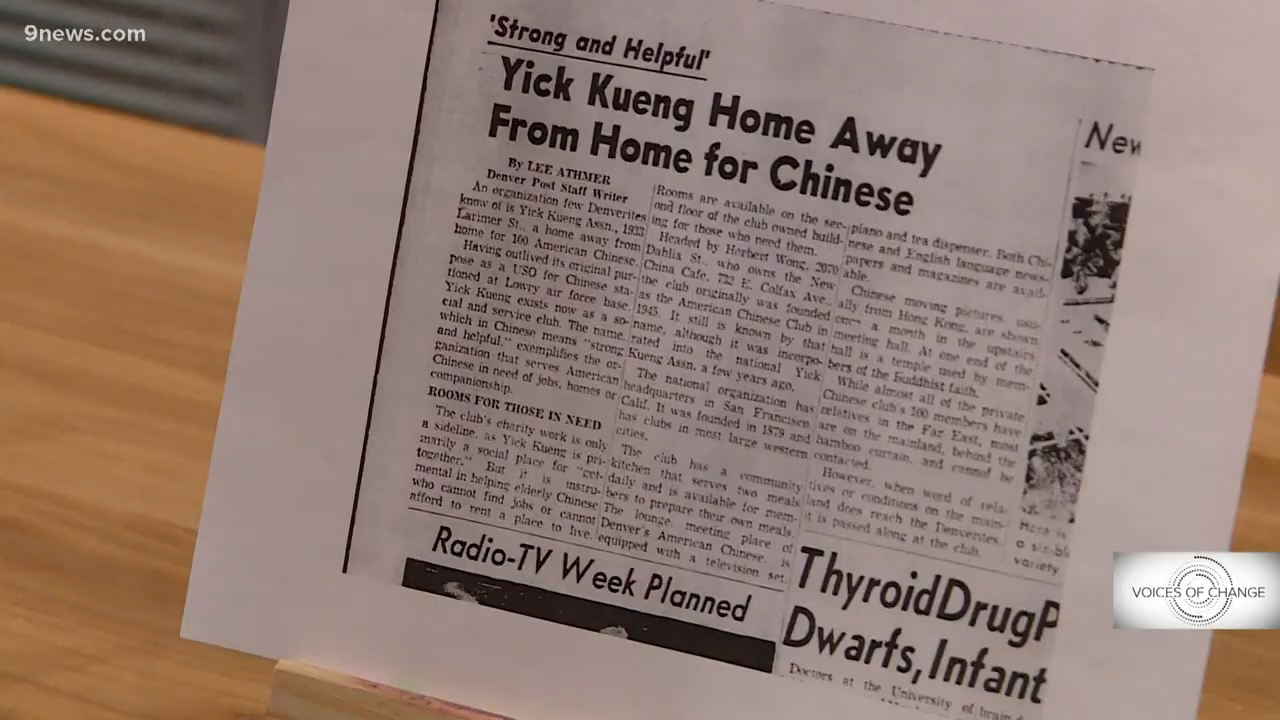 9news.com
'Strong and Helpful'
Yick Kueng Home Away
From Home for Chinese
By LEE ATHMER
Denver Post Staff Writer
An organization few Denverites
know of is Yick Kueng Assn., 1933
Larimer St., a home away from
home for 100 American Chinese.
Having outlived its original pur-
pose as a USO for Chinese sta-
tioned at Lowry air force base,
Yick Kueng exists now as a so-
cial and service club. The name,
which in Chinese means "strong
and helpful," exemplifies the or-
ganization that serves American
Chinese in need of jobs, homes or
companionship.
ROOMS FOR THOSE IN NEED
The club's charity work is only
a sideline, as Yick Kueng is pri-
marily a social place for "get-
together." But it is instru-
mental in helping elderly Chinese
who cannot find jobs or cannot
afford to rent a place to live.
Rooms are available on the sec-
ond floor of the club owned build-
ing for those who need them.
Headed by Herbert Wong, 2070
Dahlia St., who owns the New
China Cafe, 732 E. Colfax Ave.,
the club originally was founded
as the American Chinese Club in
1945. It still is known by that
name, although it was incorpo-
rated into the national Yick
Kueng Assn. a few years ago.
The national organization has
headquarters in San Francisco,
Calif. It was founded in 1879 and
has clubs in most large western
cities.
The club has a community
kitchen that serves two meals
daily and is available for mem-
bers to prepare their own meals.
The lounge, meeting place of
Denver's American Chinese, is
equipped with a television set,
piano and tea dispenser. Both Chi-
nese and English language news-
papers and magazines are avail-
able.
Chinese moving pictures, usu-
ally from Hong Kong, are shown
once a month in the upstairs
meeting hall. At one end of the
hall is a temple used by mem-
bers of the Buddhist faith.
While almost all of the private
Chinese club's 100 members have
relatives in the Far East, most
are on the mainland, behind the
bamboo curtain, and cannot be
contacted.
However, when word of rela-
tives or conditions on the main-
land does reach the Denverites
it is passed along at the club.
Radio-TV Week Planned
New
Here is
a
variety
ThyroidDrugP
Dwarfs, Infant
Doctors at the University of
VOICES OF CHANGE